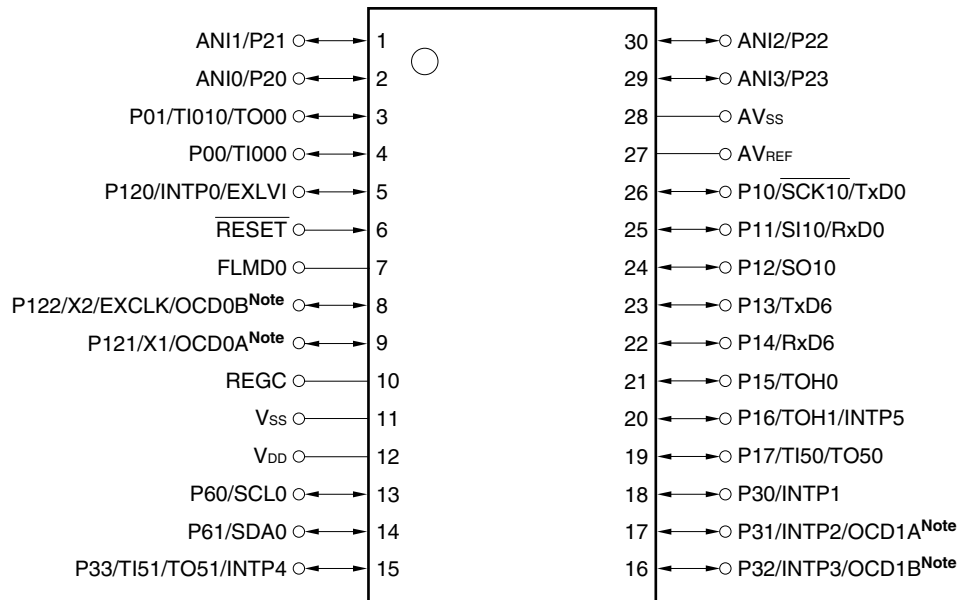 ANI1/P21 1 30 ANI2/P22
ANI0/P20 2 29 ANI3/P23
P01/TI010/TO00 3 28 AVSS
P00/TI000 4 27 AVREF
P120/INTP0/EXLVI 5 26 P10/SCK10/TxD0
RESET 6 25 P11/SI10/RxD0
FLMD0 7 24 P12/SO10
P122/X2/EXCLK/OCD0BNote 8 23 P13/TxD6
P121/X1/OCD0ANote 9 22 P14/RxD6
REGC 10 21 P15/TOH0
VSS 11 20 P16/TOH1/INTP5
VDD 12 19 P17/TI50/TO50
P60/SCL0 13 18 P30/INTP1
P61/SDA0 14 17 P31/INTP2/OCD1ANote
P33/TI51/TO51/INTP4 15 16 P32/INTP3/OCD1BNote